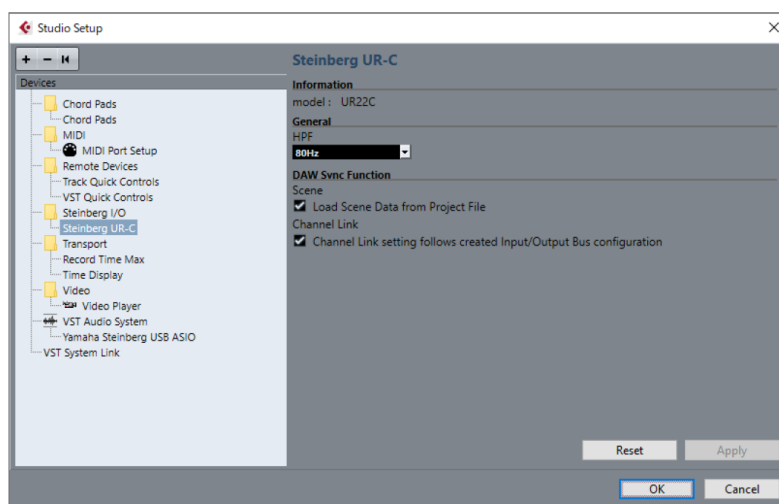 Studio Setup
Devices
Chord Pads
Chord Pads
MIDI
MIDI Port Setup
Remote Devices
Track Quick Controls
VST Quick Controls
Steinberg I/O
Steinberg UR-C
Transport
Record Time Max
Time Display
Video
Video Player
VST Audio System
Yamaha Steinberg USB ASIO
VST System Link
Steinberg UR-C
Information
model : UR22C
General
HPF
80Hz
DAW Sync Function
Scene
Load Scene Data from Project File
Channel Link
Channel Link setting follows created Input/Output Bus configuration
Reset Apply
OK Cancel